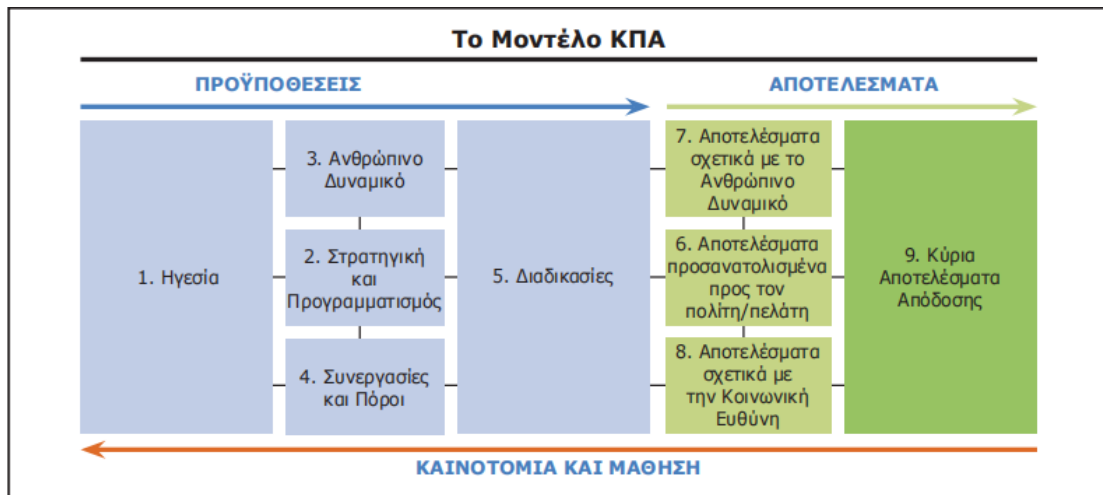 Το Μοντέλο ΚΠΑ
ΠΡΟΫΠΟΘΕΣΕΙΣ
ΑΠΟΤΕΛΕΣΜΑΤΑ
1. Ηγεσία
3. Ανθρώπινο
Δυναμικό
2. Στρατηγική
και
Προγραμματισμός
4. Συνεργασίες
και Πόροι
5. Διαδικασίες
7. Αποτελέσματα
σχετικά με το
Ανθρώπινο
Δυναμικό
6. Αποτελέσματα
προσανατολισμένα
προς τον
πολίτη/πελάτη
8. Αποτελέσματα
σχετικά με
την Κοινωνική
Ευθύνη
9. Κύρια
Αποτελέσματα
Απόδοσης
ΚΑΙΝΟΤΟΜΙΑ ΚΑΙ ΜΑΘΗΣΗ